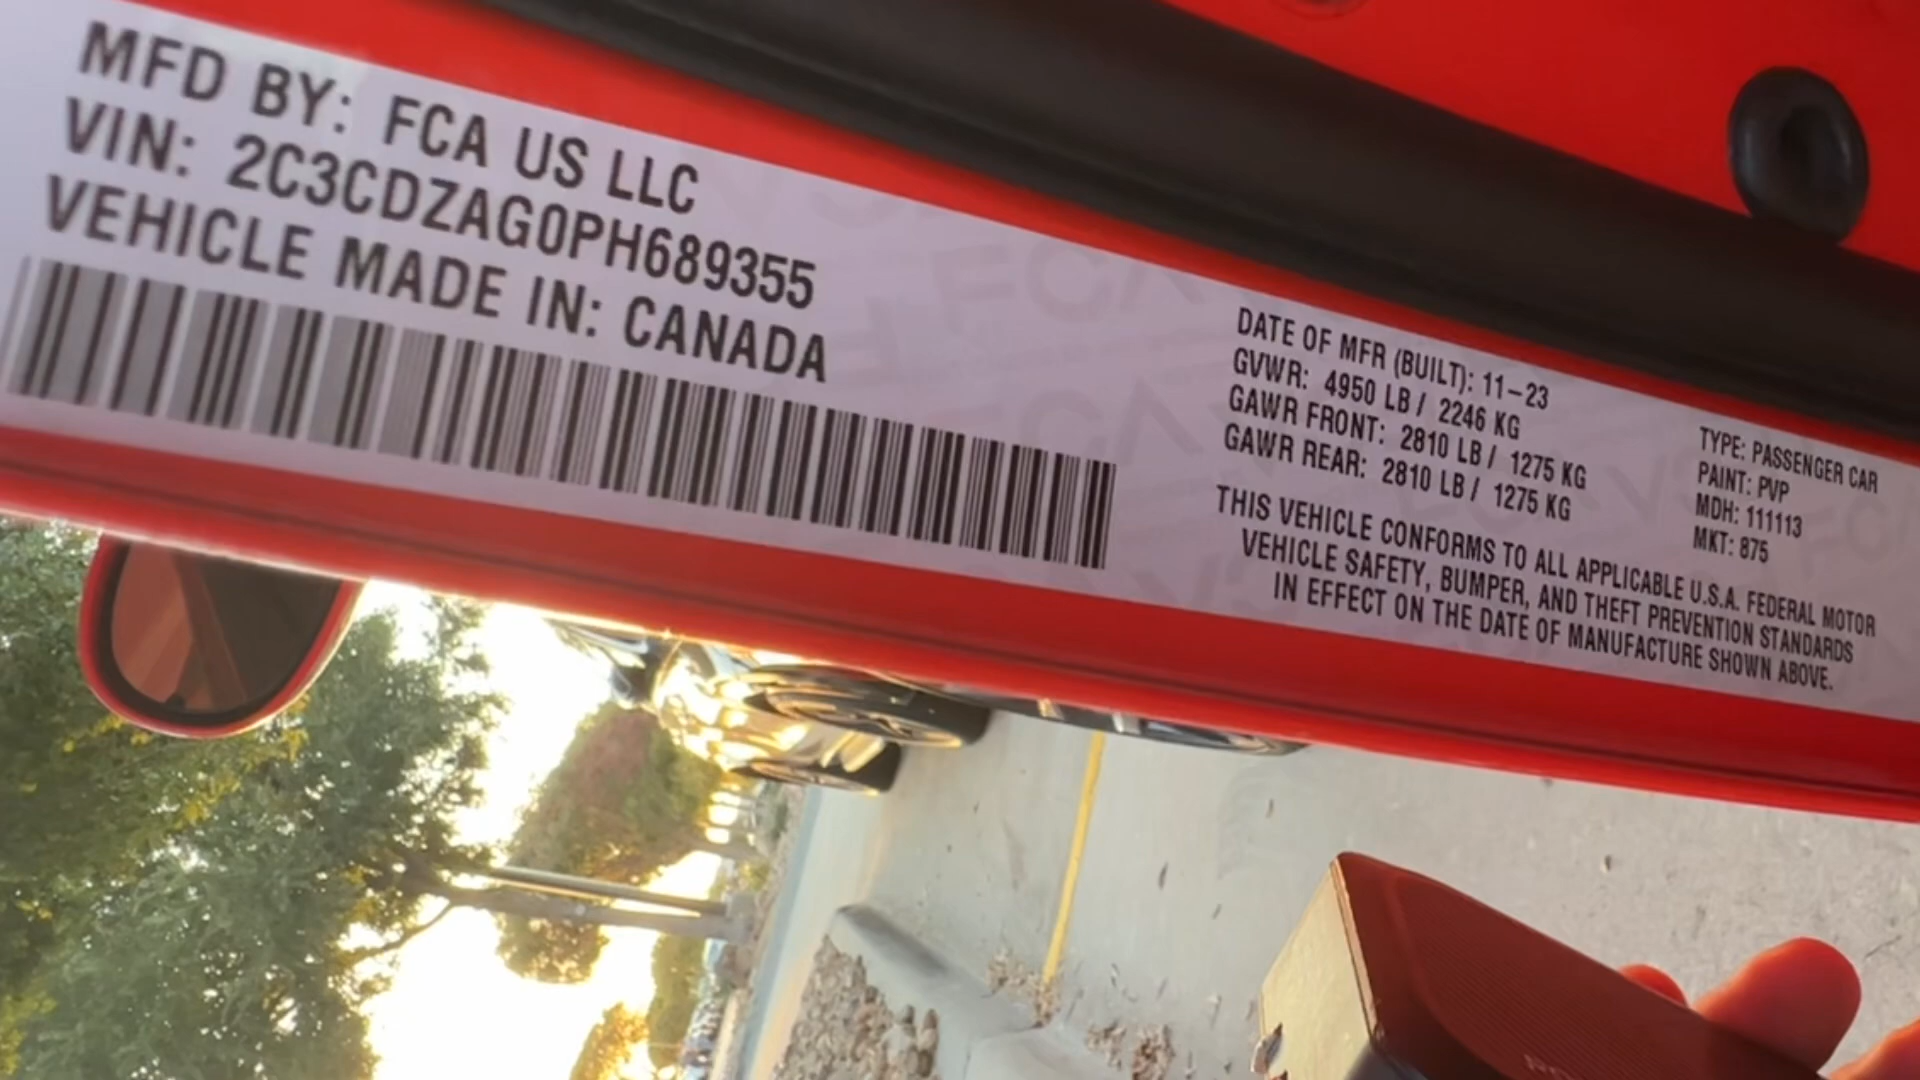 MFD BY: FCA US LLC
VIN: 2C3CDZAG0PH689355
VEHICLE MADE IN: CANADA
DATE OF MFR (BUILT): 11-23
GVWR: 4950 LB / 2246 KG
GAWR FRONT: 2810 LB / 1275 KG
GAWR REAR: 2810 LB / 1275 KG
TYPE: PASSENGER CAR
PAINT: PVP
MDH: 111113
MKT: 875
THIS VEHICLE CONFORMS TO ALL APPLICABLE U.S.A. FEDERAL MOTOR
VEHICLE SAFETY, BUMPER, AND THEFT PREVENTION STANDARDS
IN EFFECT ON THE DATE OF MANUFACTURE SHOWN ABOVE.